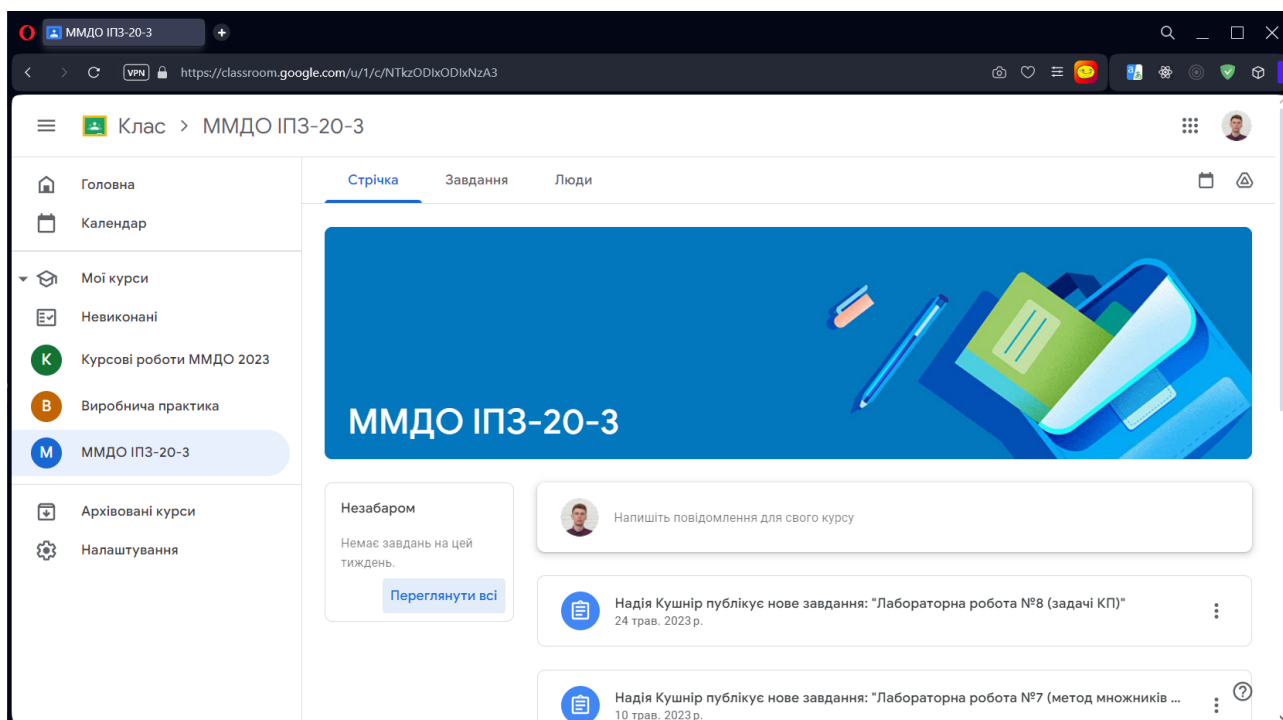 ММДО ІПЗ-20-3
VPN
https://classroom.google.com/u/1/c/NTkzODIxODIxNzA3
Клас > ММДО ІПЗ-20-3
Головна
Календар
Мої курси
Невиконані
К Курсові роботи ММДО 2023
В Виробнича практика
М ММДО ІПЗ-20-3
Архівовані курси
Налаштування
Стрічка Завдання Люди
ММДО ІПЗ-20-3
Незабаром
Немає завдань на цей
тиждень.
Переглянути всі
Напишіть повідомлення для свого курсу
Надія Кушнір публікує нове завдання: "Лабораторна робота №8 (задачі КП)"
24 трав. 2023 р.
Надія Кушнір публікує нове завдання: "Лабораторна робота №7 (метод множників ...
10 трав. 2023 р.